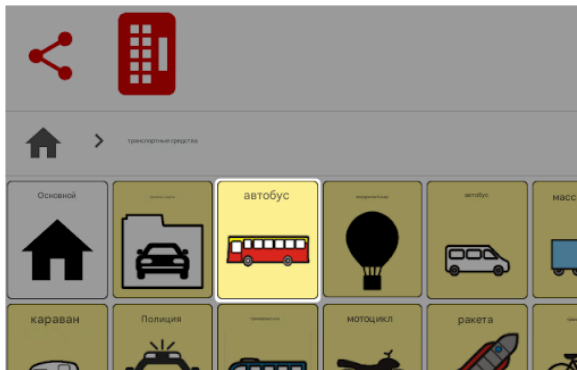 транспортные средства
Основной
автобус
автобус
масс
караван
Полиция
мотоцикл
ракета